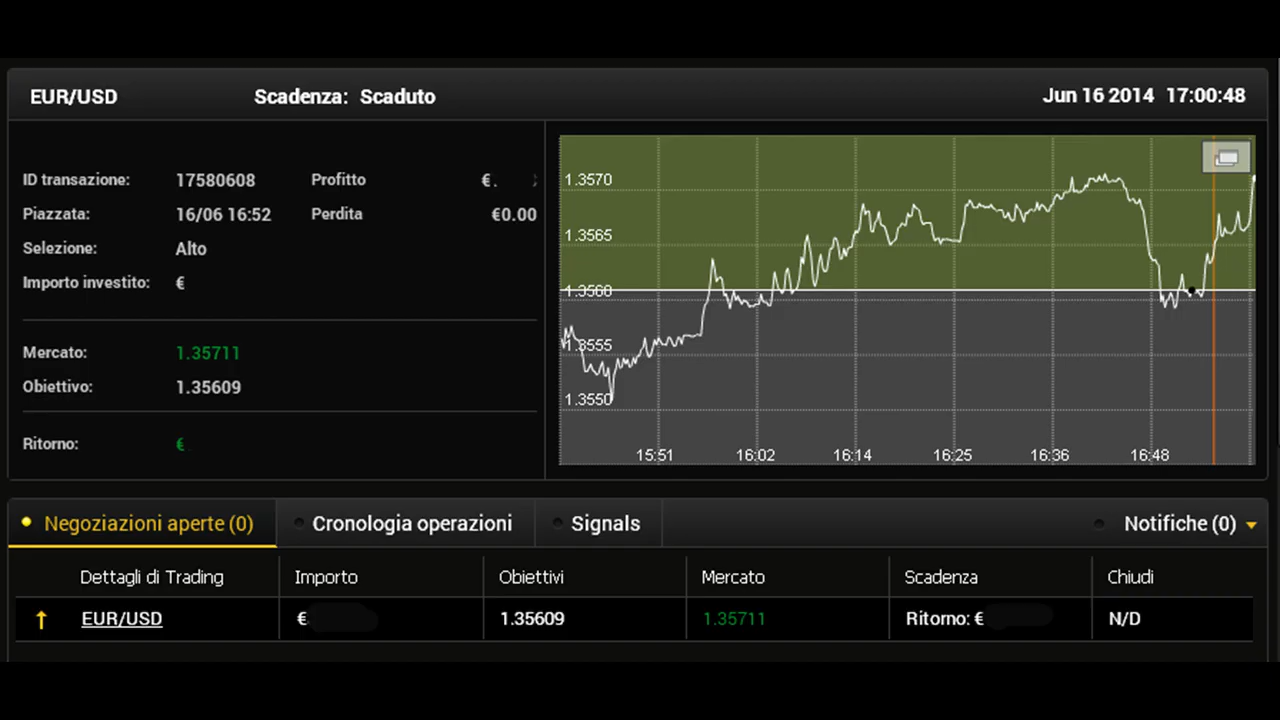 EUR/USD Scadenza: Scaduto Jun 16 2014 17:00:48
ID transazione: 17580608 Profitto €.
Piazzata: 16/06 16:52 Perdita €0.00
Selezione: Alto
Importo investito: €
Mercato: 1.35711
Obiettivo: 1.35609
Ritorno: €
1.3570
1.3565
1.3560
1.3555
1.3550
15:51 16:02 16:14 16:25 16:36 16:48
Negoziazioni aperte (0) Cronologia operazioni Signals Notifiche (0)
Dettagli di Trading Importo Obiettivi Mercato Scadenza Chiudi
EUR/USD € 1.35609 1.35711 Ritorno: € N/D